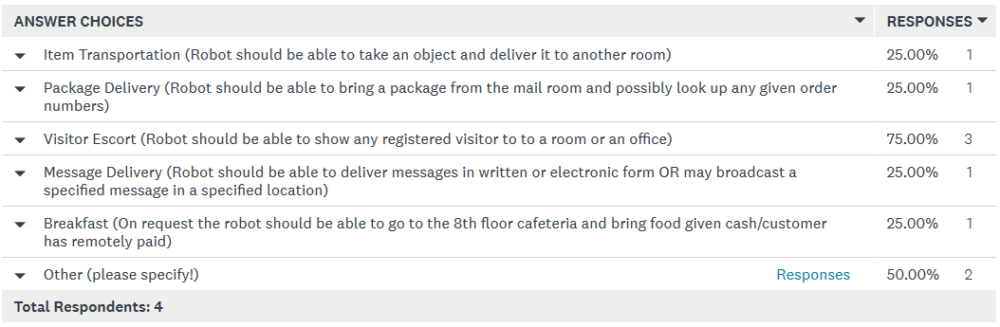 ANSWER CHOICES RESPONSES
Item Transportation (Robot should be able to take an object and deliver it to another room) 25.00% 1
Package Delivery (Robot should be able to bring a package from the mail room and possibly look up any given order 25.00% 1
numbers)
Visitor Escort (Robot should be able to show any registered visitor to to a room or an office) 75.00% 3
Message Delivery (Robot should be able to deliver messages in written or electronic form OR may broadcast a 25.00% 1
specified message in a specified location)
Breakfast (On request the robot should be able to go to the 8th floor cafeteria and bring food given cash/customer 25.00% 1
has remotely paid)
Other (please specify!) Responses 50.00% 2
Total Respondents: 4